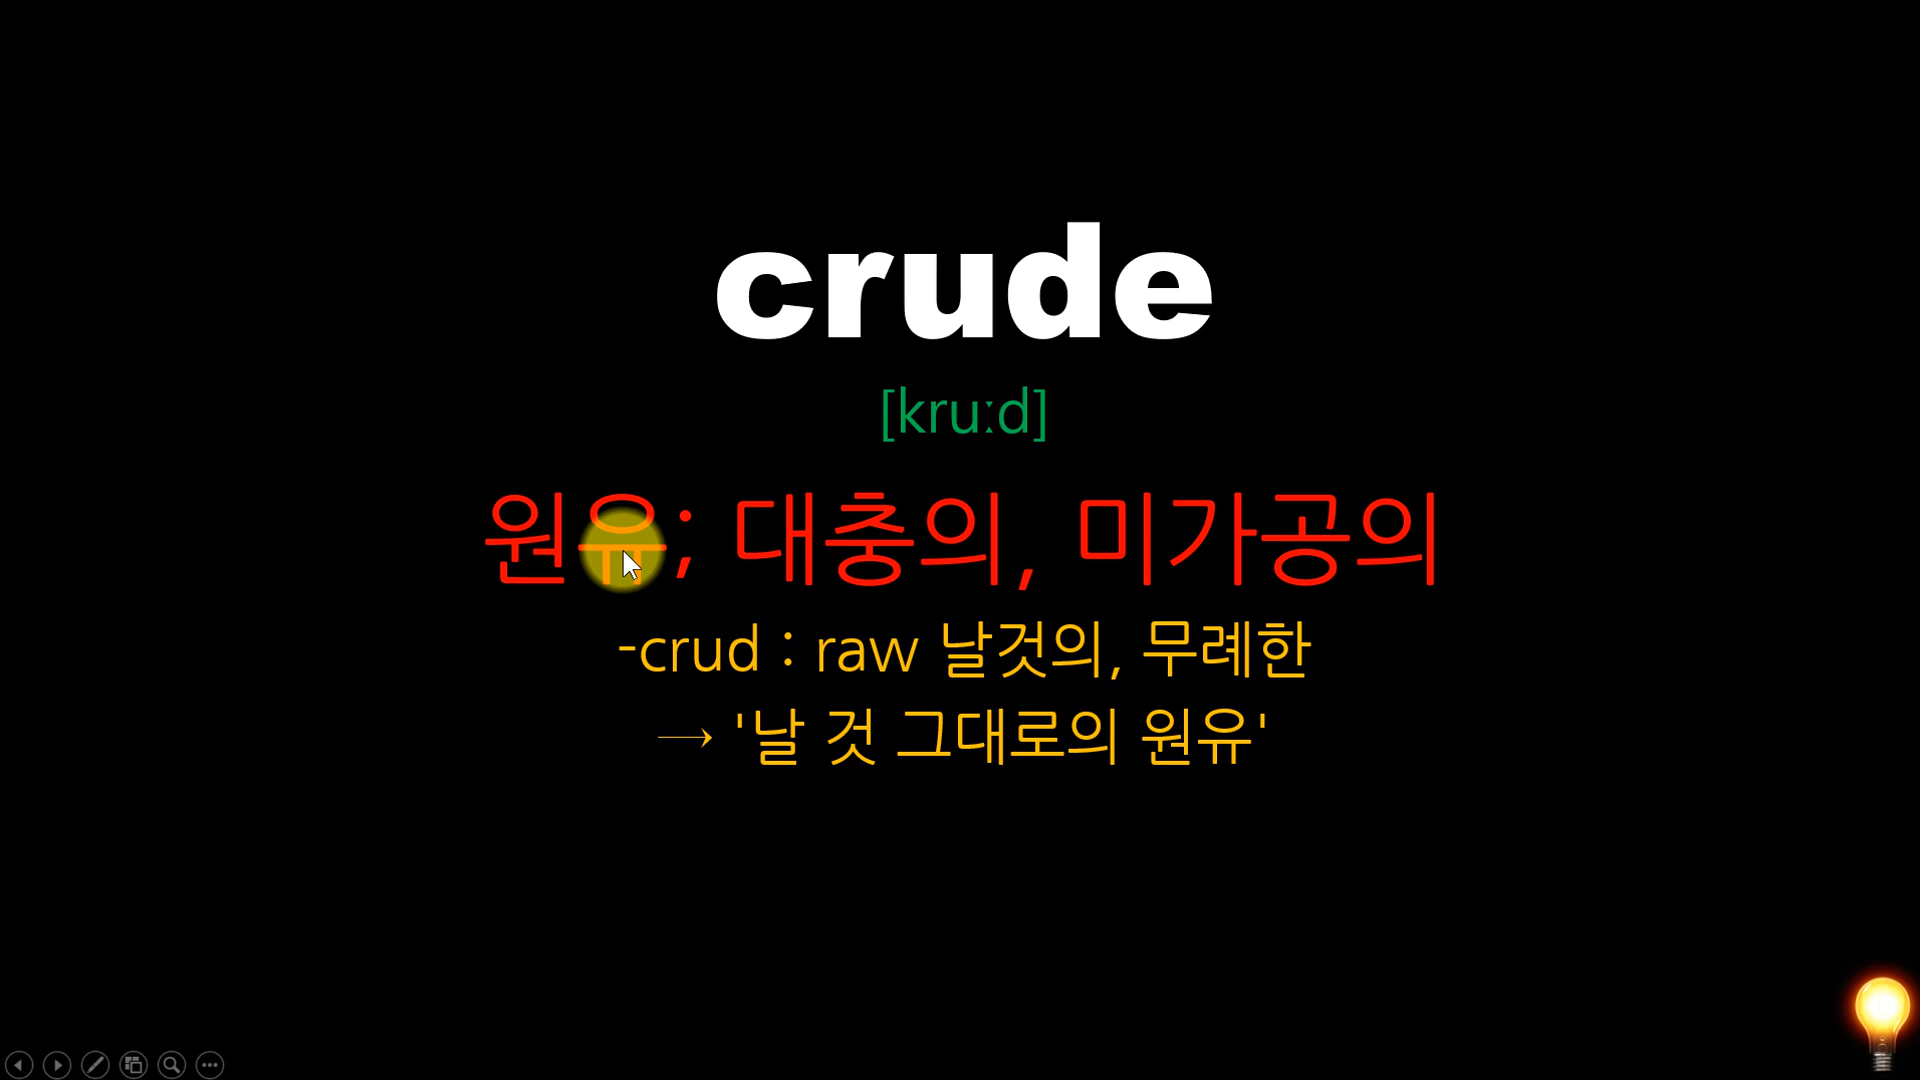 crude
[kruːd]
원유; 대충의, 미가공의
-crud : raw 날것의, 무례한
→ '날 것 그대로의 원유'